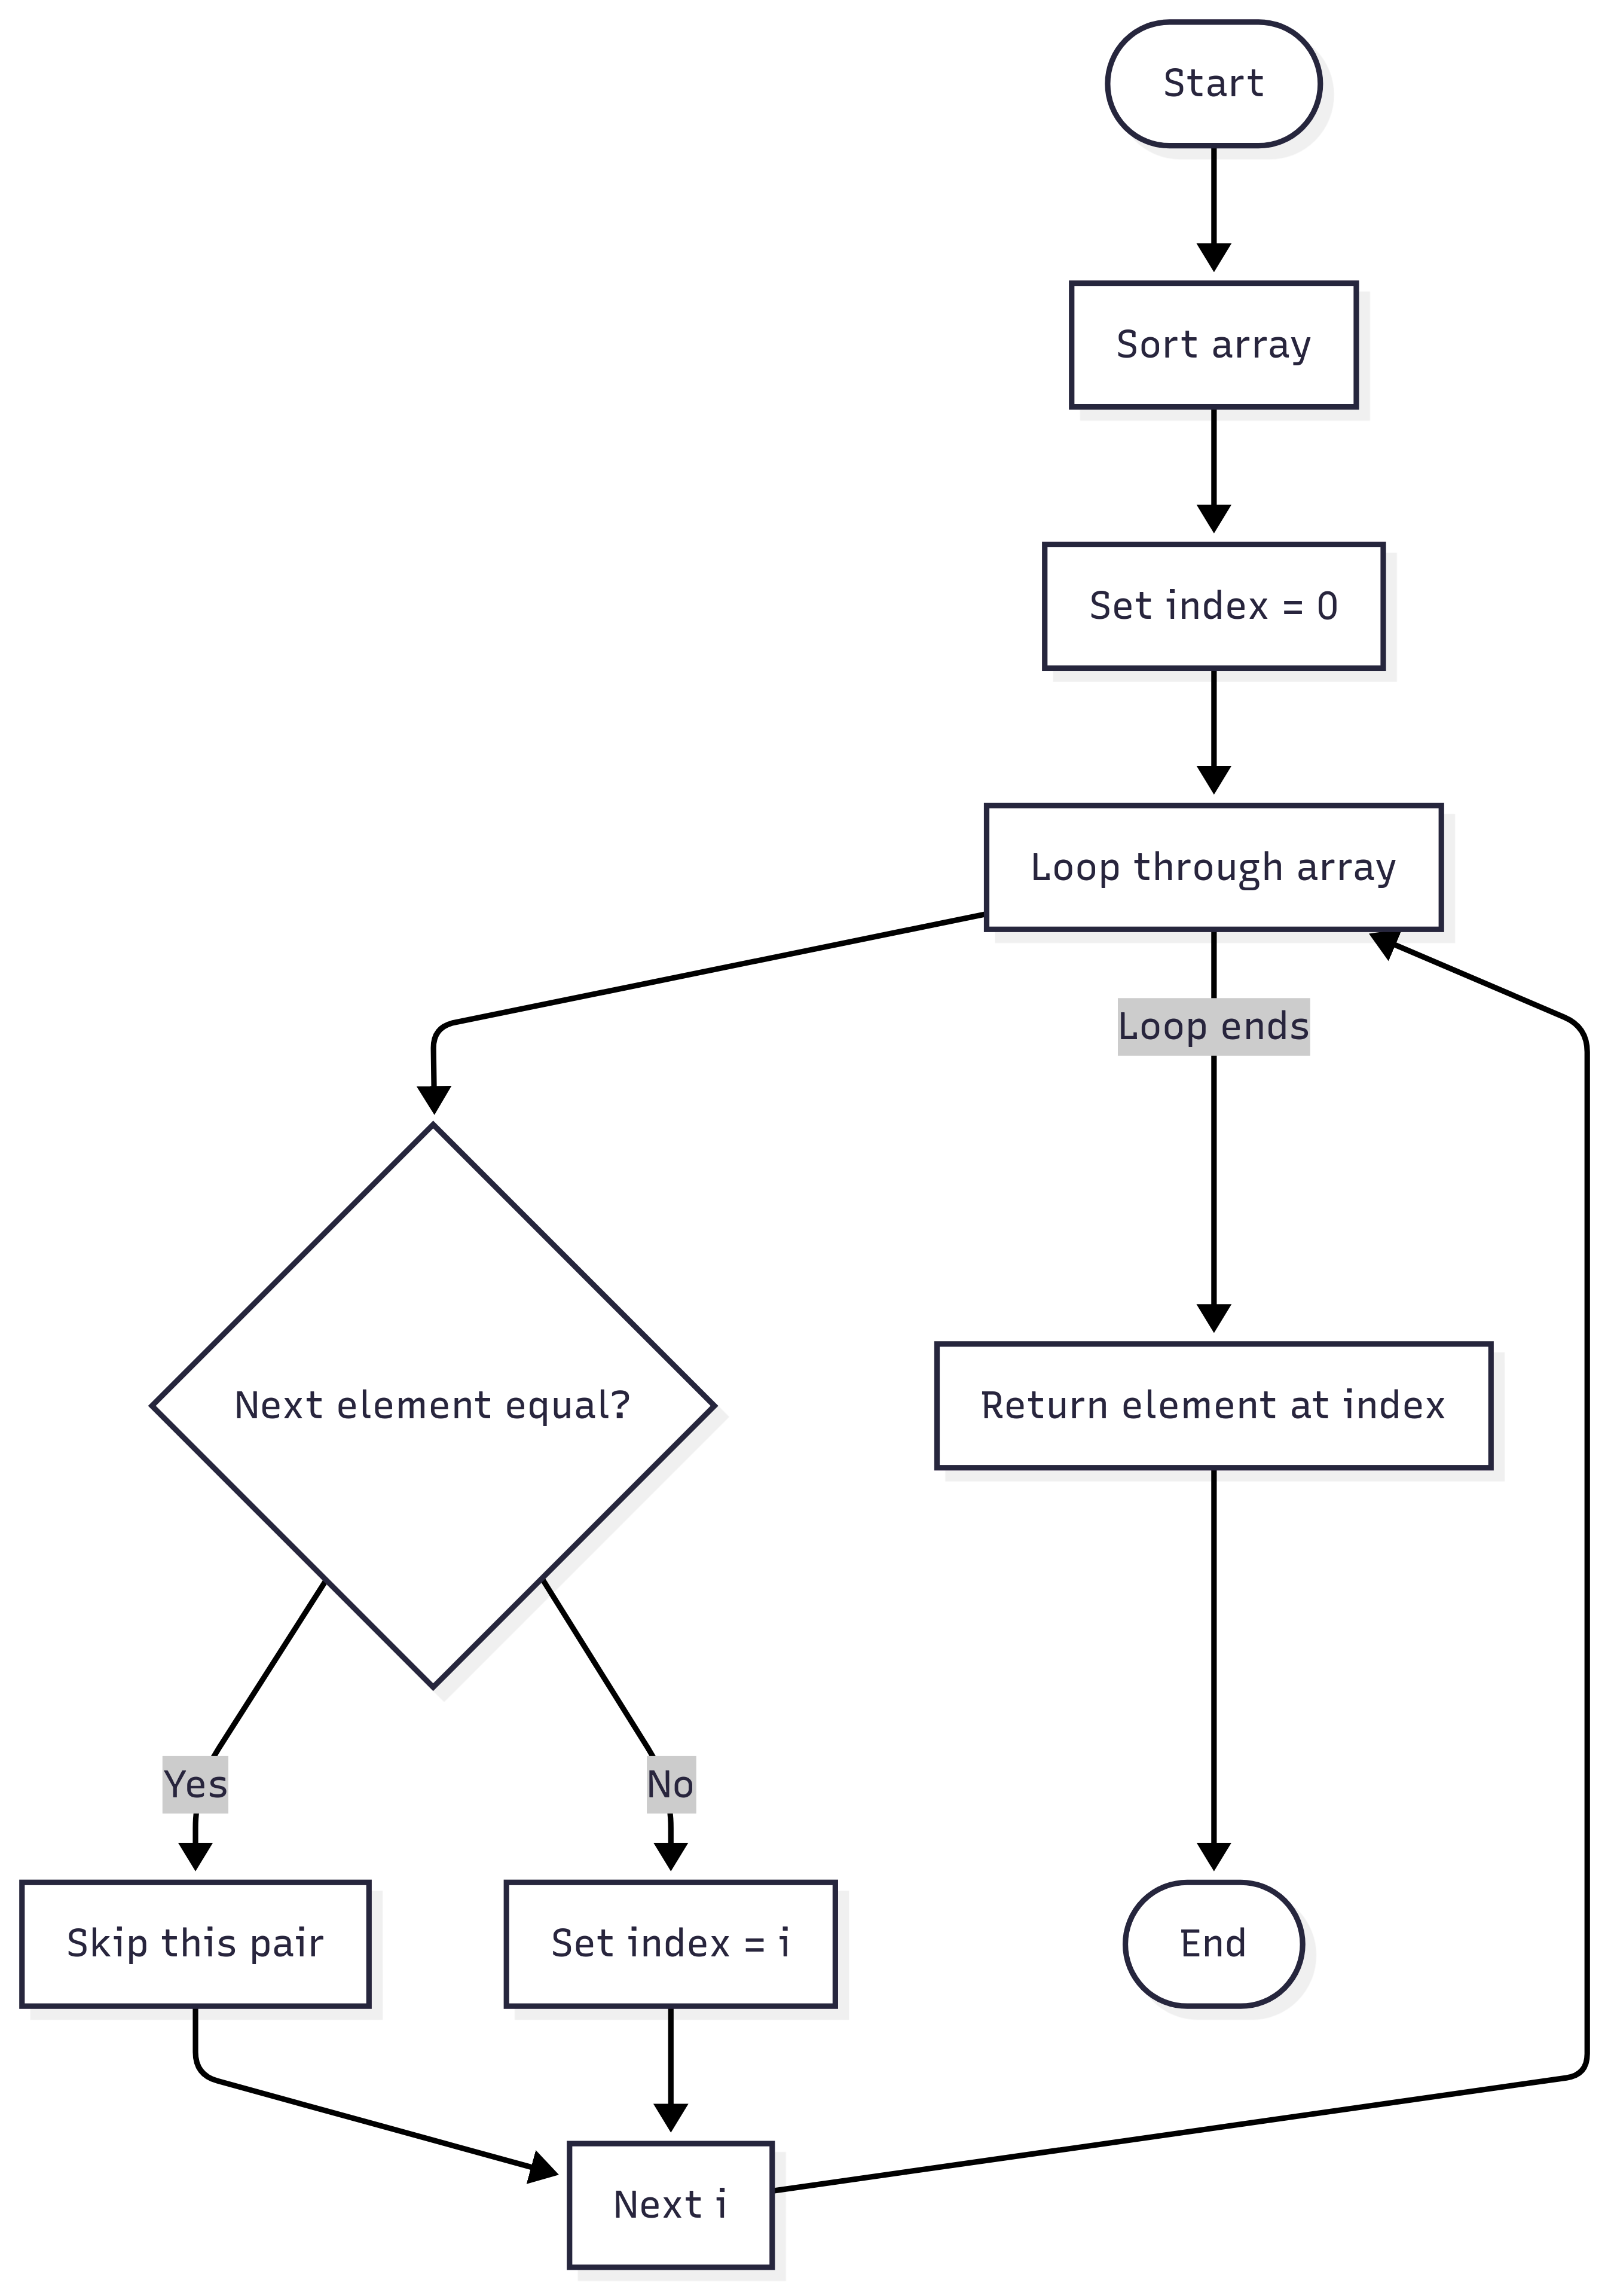 Start
Sort array
Set index = 0
Loop through array
Loop ends
Next element equal?
Return element at index
Yes
No
Skip this pair
Set index = i
End
Next i